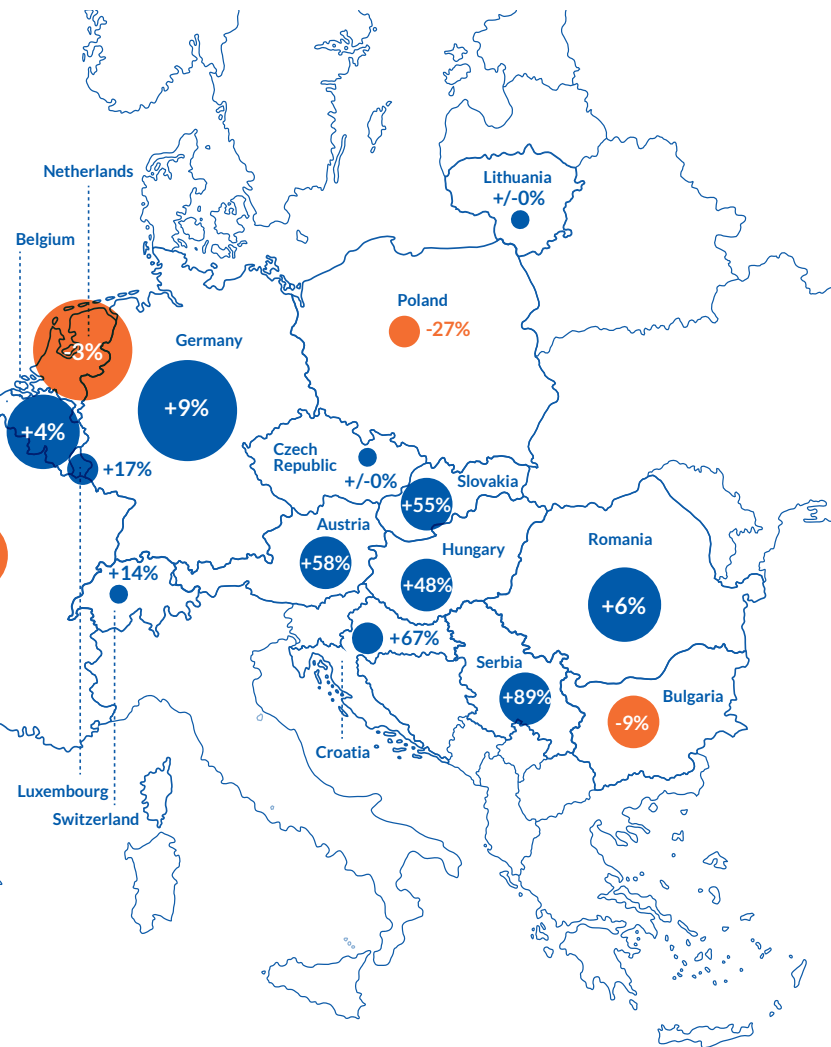 Netherlands
Lithuania
+/-0%
Belgium
Poland
-27%
Germany
-3%
+9%
+4%
Czech
Republic
+/-0%
+17%
Slovakia
+55%
Austria
+58%
Hungary
+48%
Romania
+6%
+14%
+67%
Serbia
+89%
Bulgaria
-9%
Croatia
Luxembourg
Switzerland